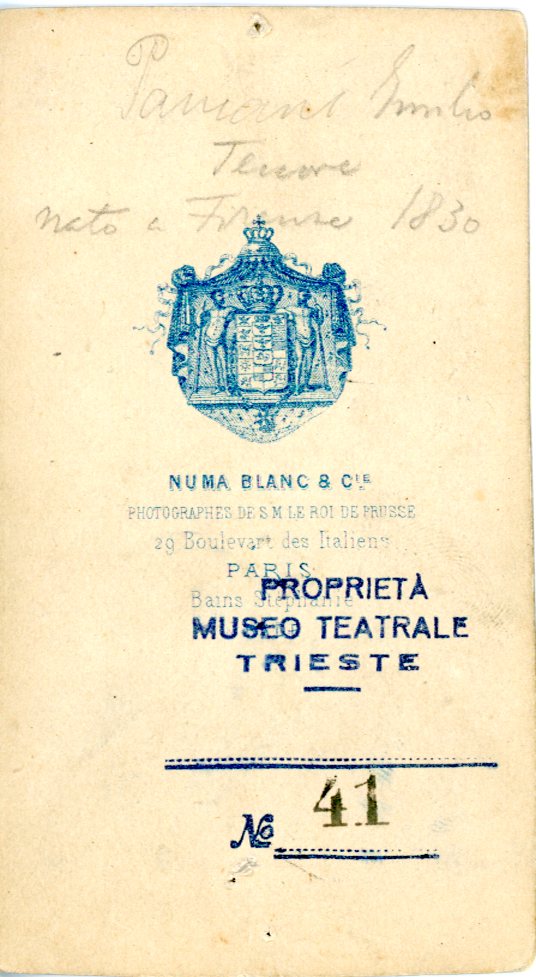 Pancani Emilio
Tenore
nato a Firenze 1830
NUMA BLANC & CIE
PHOTOGRAPHES DE S M LE ROI DE PRUSSE
29 Boulevart des Italiens
PARIS
Bains Stephanie
PROPRIETÀ
MUSEO TEATRALE
TRIESTE
No 41